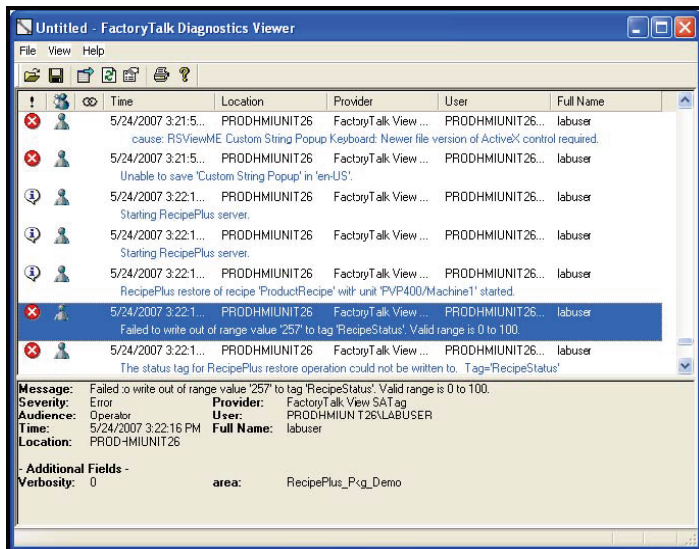 Untitled - FactoryTalk Diagnostics Viewer
File View Help
! Time Location Provider User Full Name
5/24/2007 3:21:5... PRODHMIUNIT26 FactoryTalk View ... PRODHMIUNIT26... labuser
cause: RSViewME Custom String Popup Keyboard: Newer file version of ActiveX control required.
5/24/2007 3:21:5... PRODHMIUNIT26 FactoryTalk View ... PRODHMIUNIT26... labuser
Unable to save 'Custom String Popup' in 'en-US'.
5/24/2007 3:22:1... PRODHMIUNIT26 FactoryTalk View ... PRODHMIUNIT26... labuser
Starting RecipePlus server.
5/24/2007 3:22:1... PRODHMIUNIT26 FactoryTalk View ... PRODHMIUNIT26... labuser
Starting RecipePlus server.
5/24/2007 3:22:1... PRODHMIUNIT26 FactoryTalk View ... PRODHMIUNIT26... labuser
RecipePlus restore of recipe 'ProductRecipe' with unit 'PVP400/Machine1' started.
5/24/2007 3:22:1... PRODHMIUNIT26 FactoryTalk View ... PRODHMIUNIT26... labuser
Failed to write out of range value '257' to tag 'RecipeStatus'. Valid range is 0 to 100.
5/24/2007 3:22:1... PRODHMIUNIT26 FactoryTalk View ... PRODHMIUNIT26... labuser
The status tag for RecipePlus restore operation could not be written to. Tag='RecipeStatus'
Message: Failed to write out of range value '257' to tag 'RecipeStatus'. Valid range is 0 to 100.
Severity: Error Provider: FactoryTalk View SATag
Audience: Operator User: PRODHMIUNIT26\LABUSER
Time: 5/24/2007 3:22:16 PM Full Name: labuser
Location: PRODHMIUNIT26
- Additional Fields -
Verbosity: 0 area: RecipePlus_Pkg_Demo